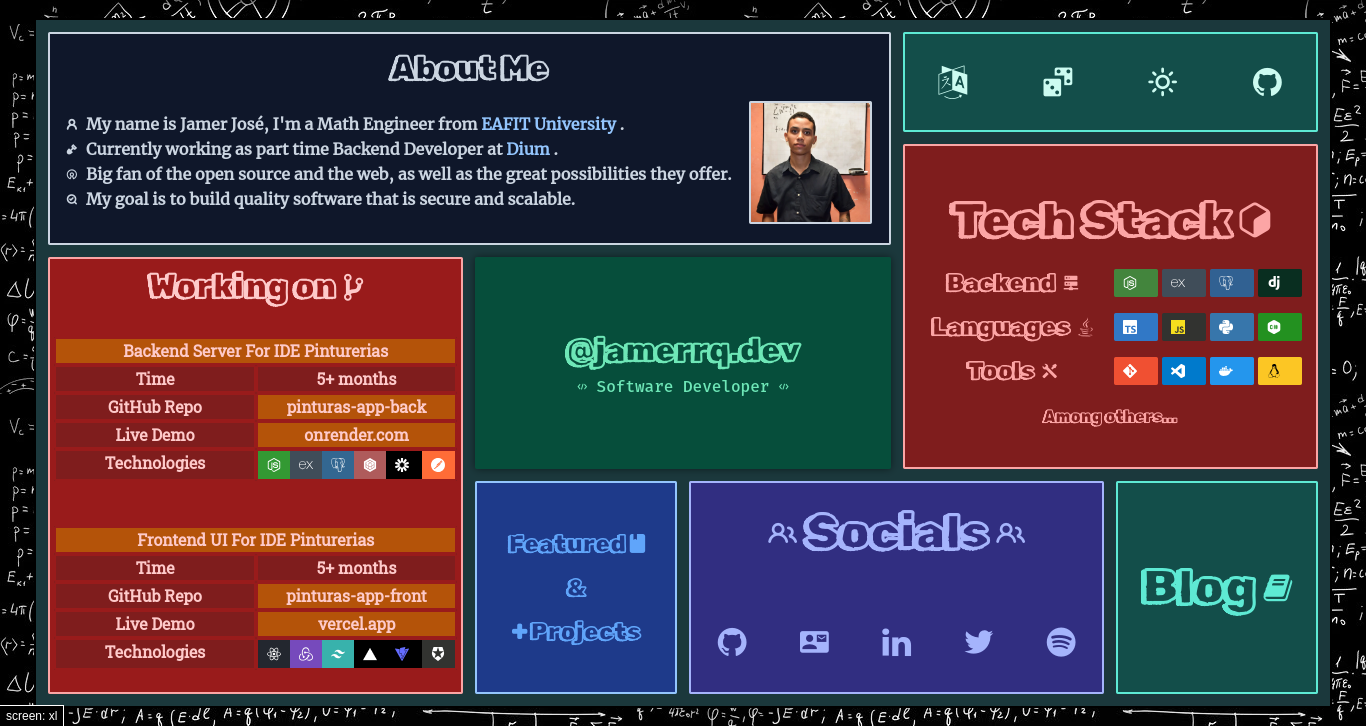 About Me
My name is Jamer José, I'm a Math Engineer from EAFIT University .
Currently working as part time Backend Developer at Dium .
Big fan of the open source and the web, as well as the great possibilities they offer.
My goal is to build quality software that is secure and scalable.
Working on
Backend Server For IDE Pinturerias
Time 5+ months
GitHub Repo pinturas-app-back
Live Demo onrender.com
Technologies ex
Frontend UI For IDE Pinturerias
Time 5+ months
GitHub Repo pinturas-app-front
Live Demo vercel.app
Technologies
@jamerrq.dev
Software Developer
Tech Stack
Backend ex dj
Languages TS JS
Tools
Among others...
Featured
&
+Projects
Socials
in
Blog
screen: xl